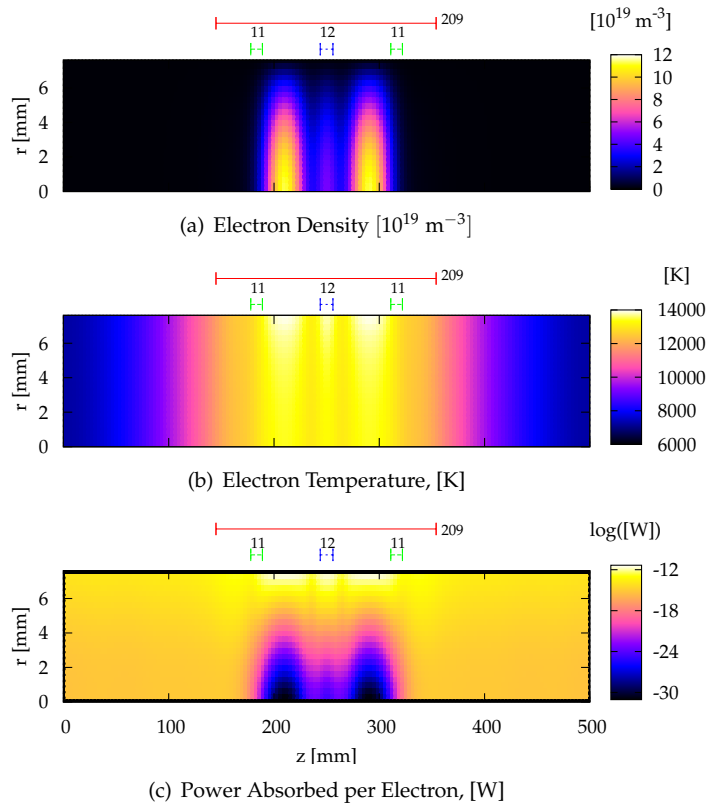 209
[10^19 m^-3]
11 12 11
12
10
8
6
4
2
0
6
4
2
0
r [mm]
(a) Electron Density [10^19 m^−3]
209
[K]
11 12 11
14000
12000
10000
8000
6000
6
4
2
0
r [mm]
(b) Electron Temperature, [K]
209
log([W])
11 12 11
-12
-18
-24
-30
6
4
2
0
r [mm]
0 100 200 300 400 500
z [mm]
(c) Power Absorbed per Electron, [W]